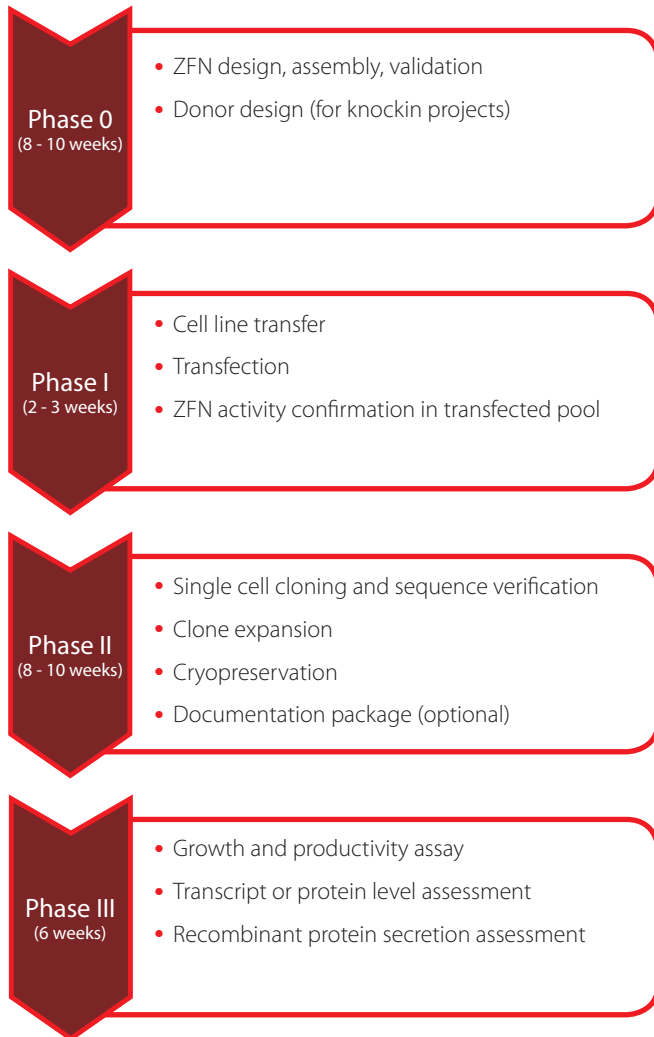 Phase 0
(8 - 10 weeks)
• ZFN design, assembly, validation
• Donor design (for knockin projects)
Phase I
(2 - 3 weeks)
• Cell line transfer
• Transfection
• ZFN activity confirmation in transfected pool
Phase II
(8 - 10 weeks)
• Single cell cloning and sequence verification
• Clone expansion
• Cryopreservation
• Documentation package (optional)
Phase III
(6 weeks)
• Growth and productivity assay
• Transcript or protein level assessment
• Recombinant protein secretion assessment